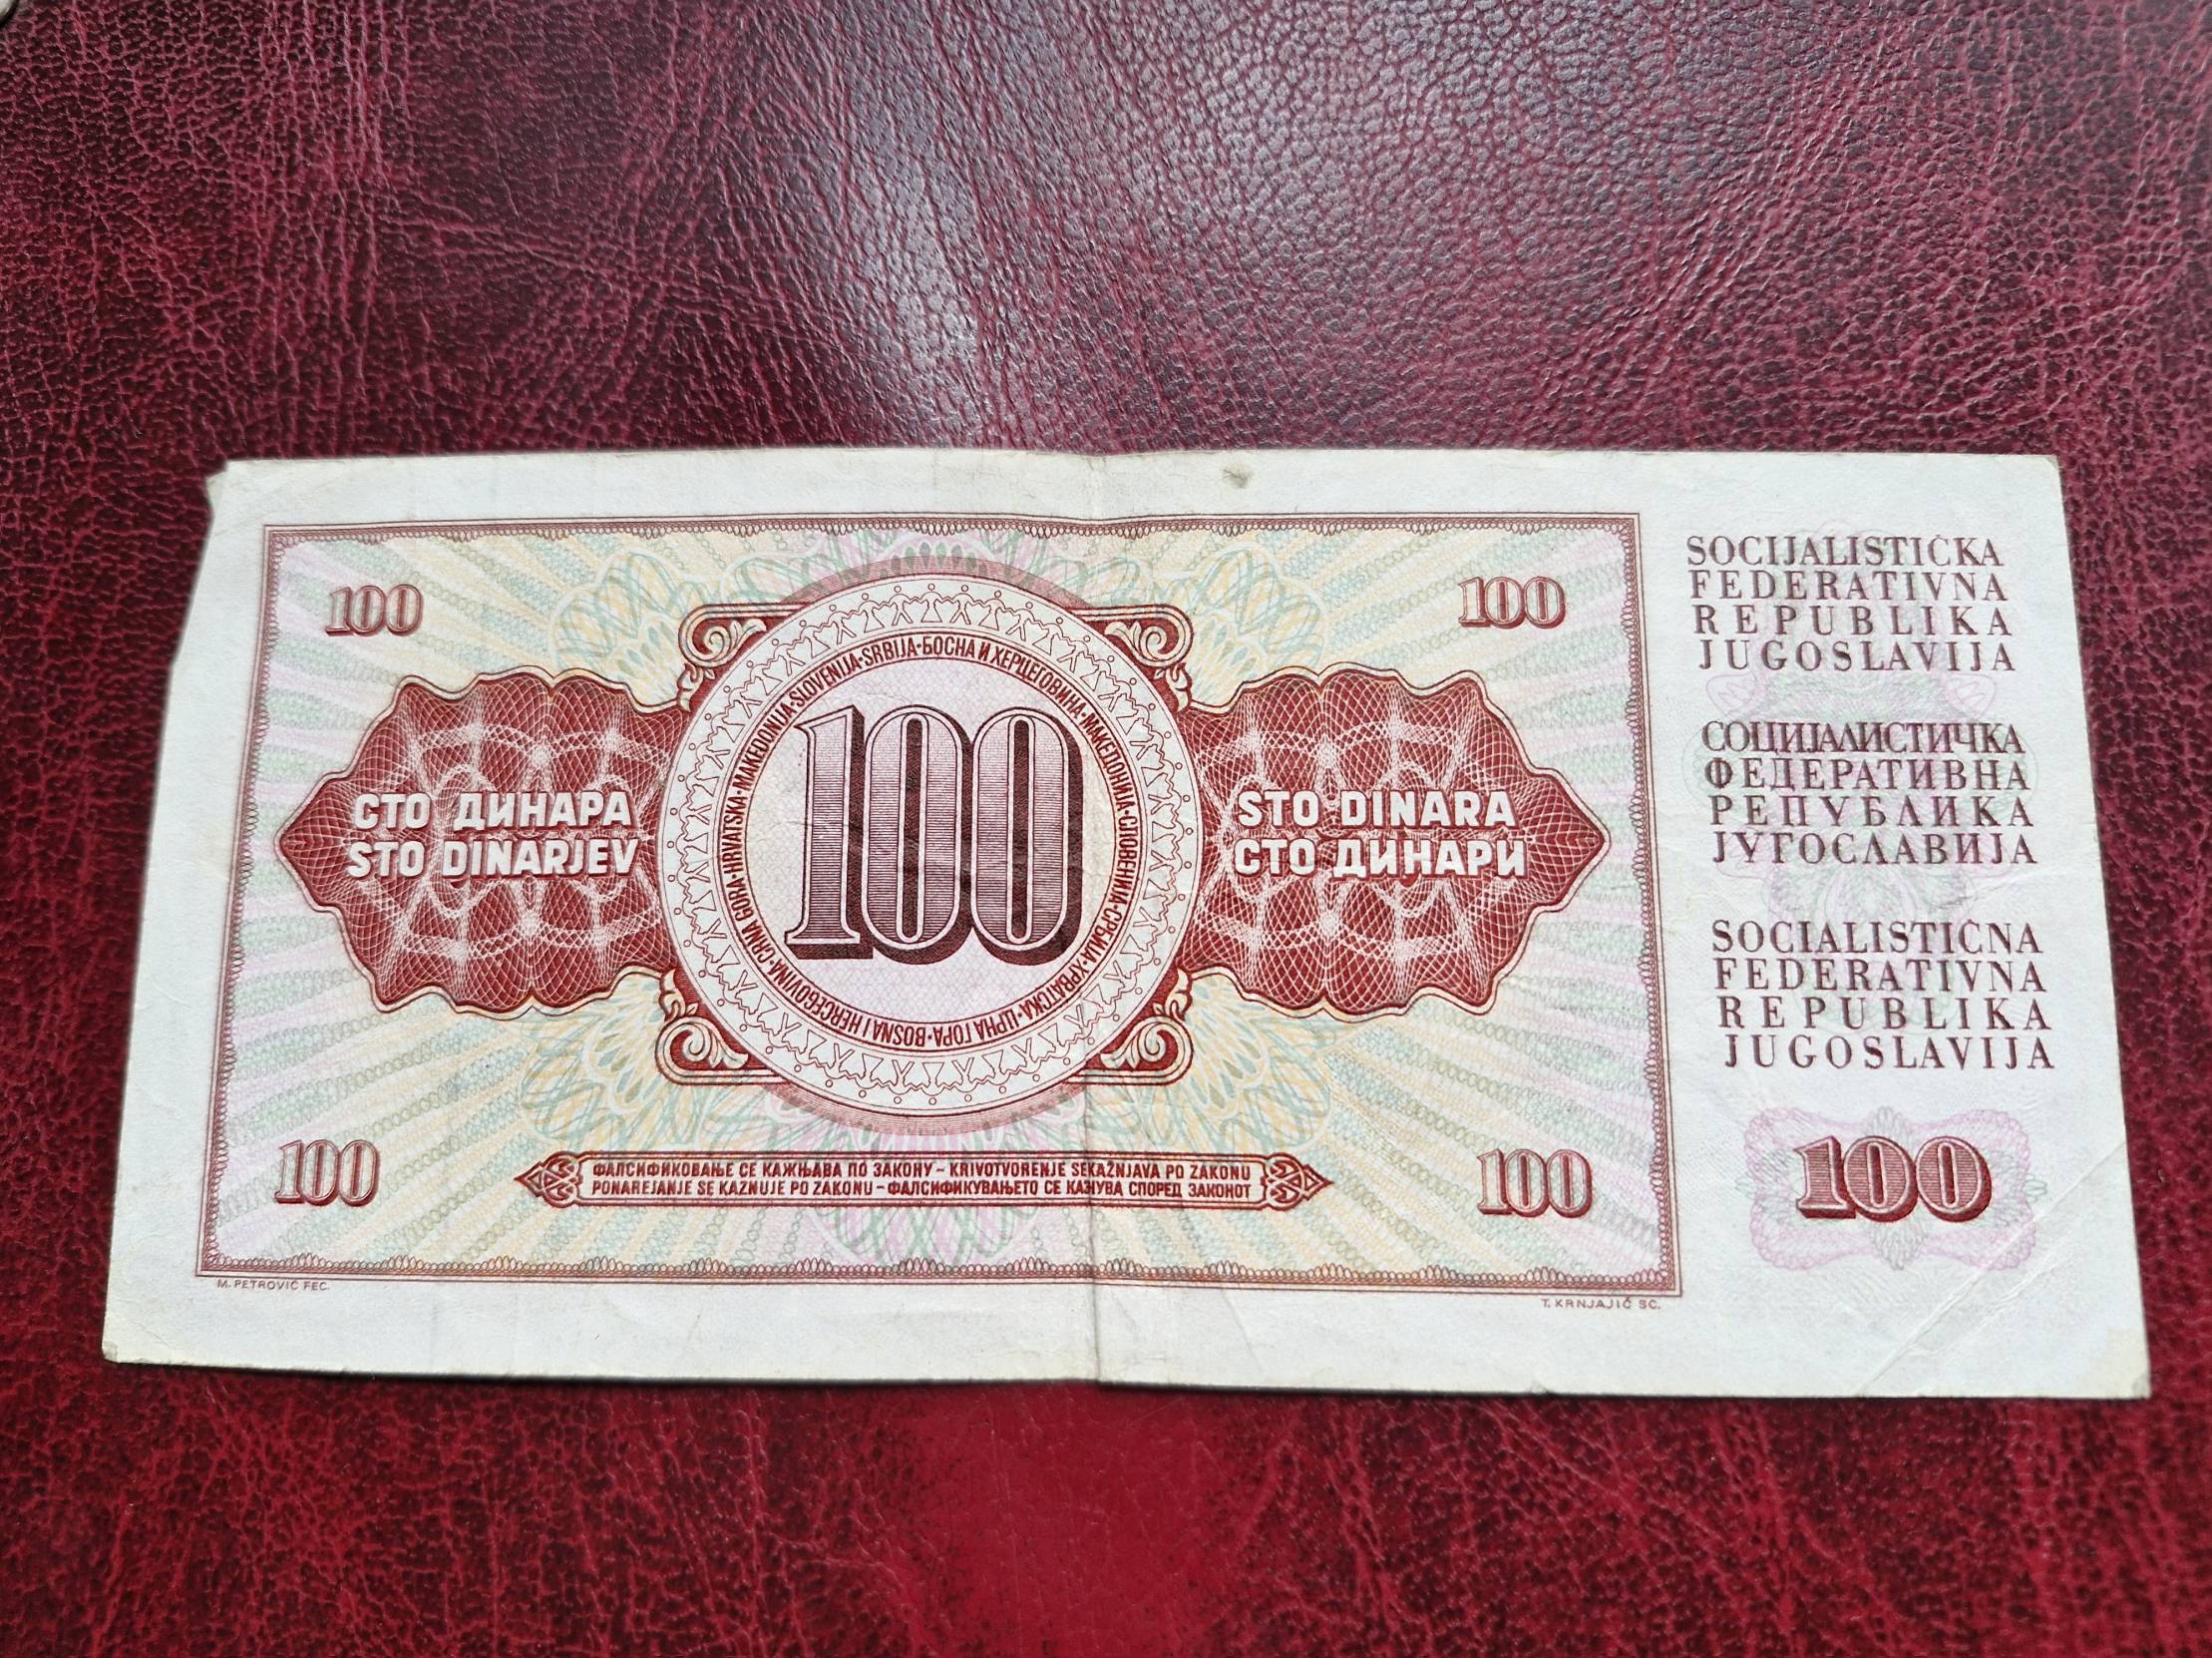 100
100
SOCIJALISTIČKA
FEDERATIVNA
REPUBLIKA
JUGOSLAVIJA
СОЦИЈАЛИСТИЧКА
ФЕДЕРАТИВНА
РЕПУБЛИКА
ЈУГОСЛАВИЈА
SOCIALISTIČNA
FEDERATIVNA
REPUBLIKA
JUGOSLAVIJA
100
СТО ДИНАРА
STO DINARJEV
BOSNA I HERCEGOVINA·CRNA GORA·HRVATSKA·MAKEDONIJA·SLOVENIJA·SRBIJA·БОСНА И ХЕРЦЕГОВИНА·МАКЕДОНИЈА·СЛОВЕНИЈА·СРБИЈА·ХРВАТСКА·ЦРНА ГОРА·
100
STO DINARA
СТО ДИНАРИ
100
ФАЛСИФИКОВАЊЕ СЕ КАЖЊАВА ПО ЗАКОНУ – KRIVOTVORENJE SE KAŽNJAVA PO ZAKONU
PONAREJANJE SE KAZNUJE PO ZAKONU – ФАЛСИФИКУВАЊЕТО СЕ КАЗНУВА СПОРЕД ЗАКОНОТ
100
M. PETROVIĆ FEC.
T. KRNJAJIĆ SC.